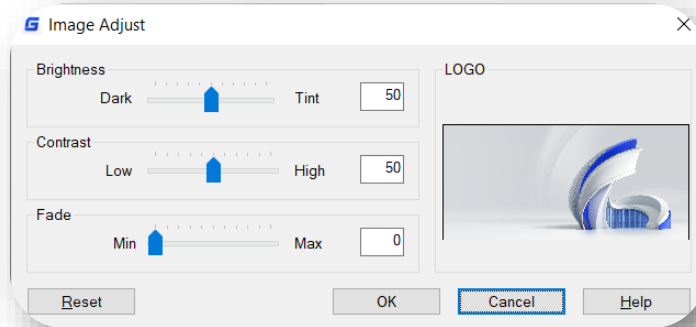 Image Adjust
Brightness
Dark Tint 50
Contrast
Low High 50
Fade
Min Max 0
LOGO
Reset OK Cancel Help